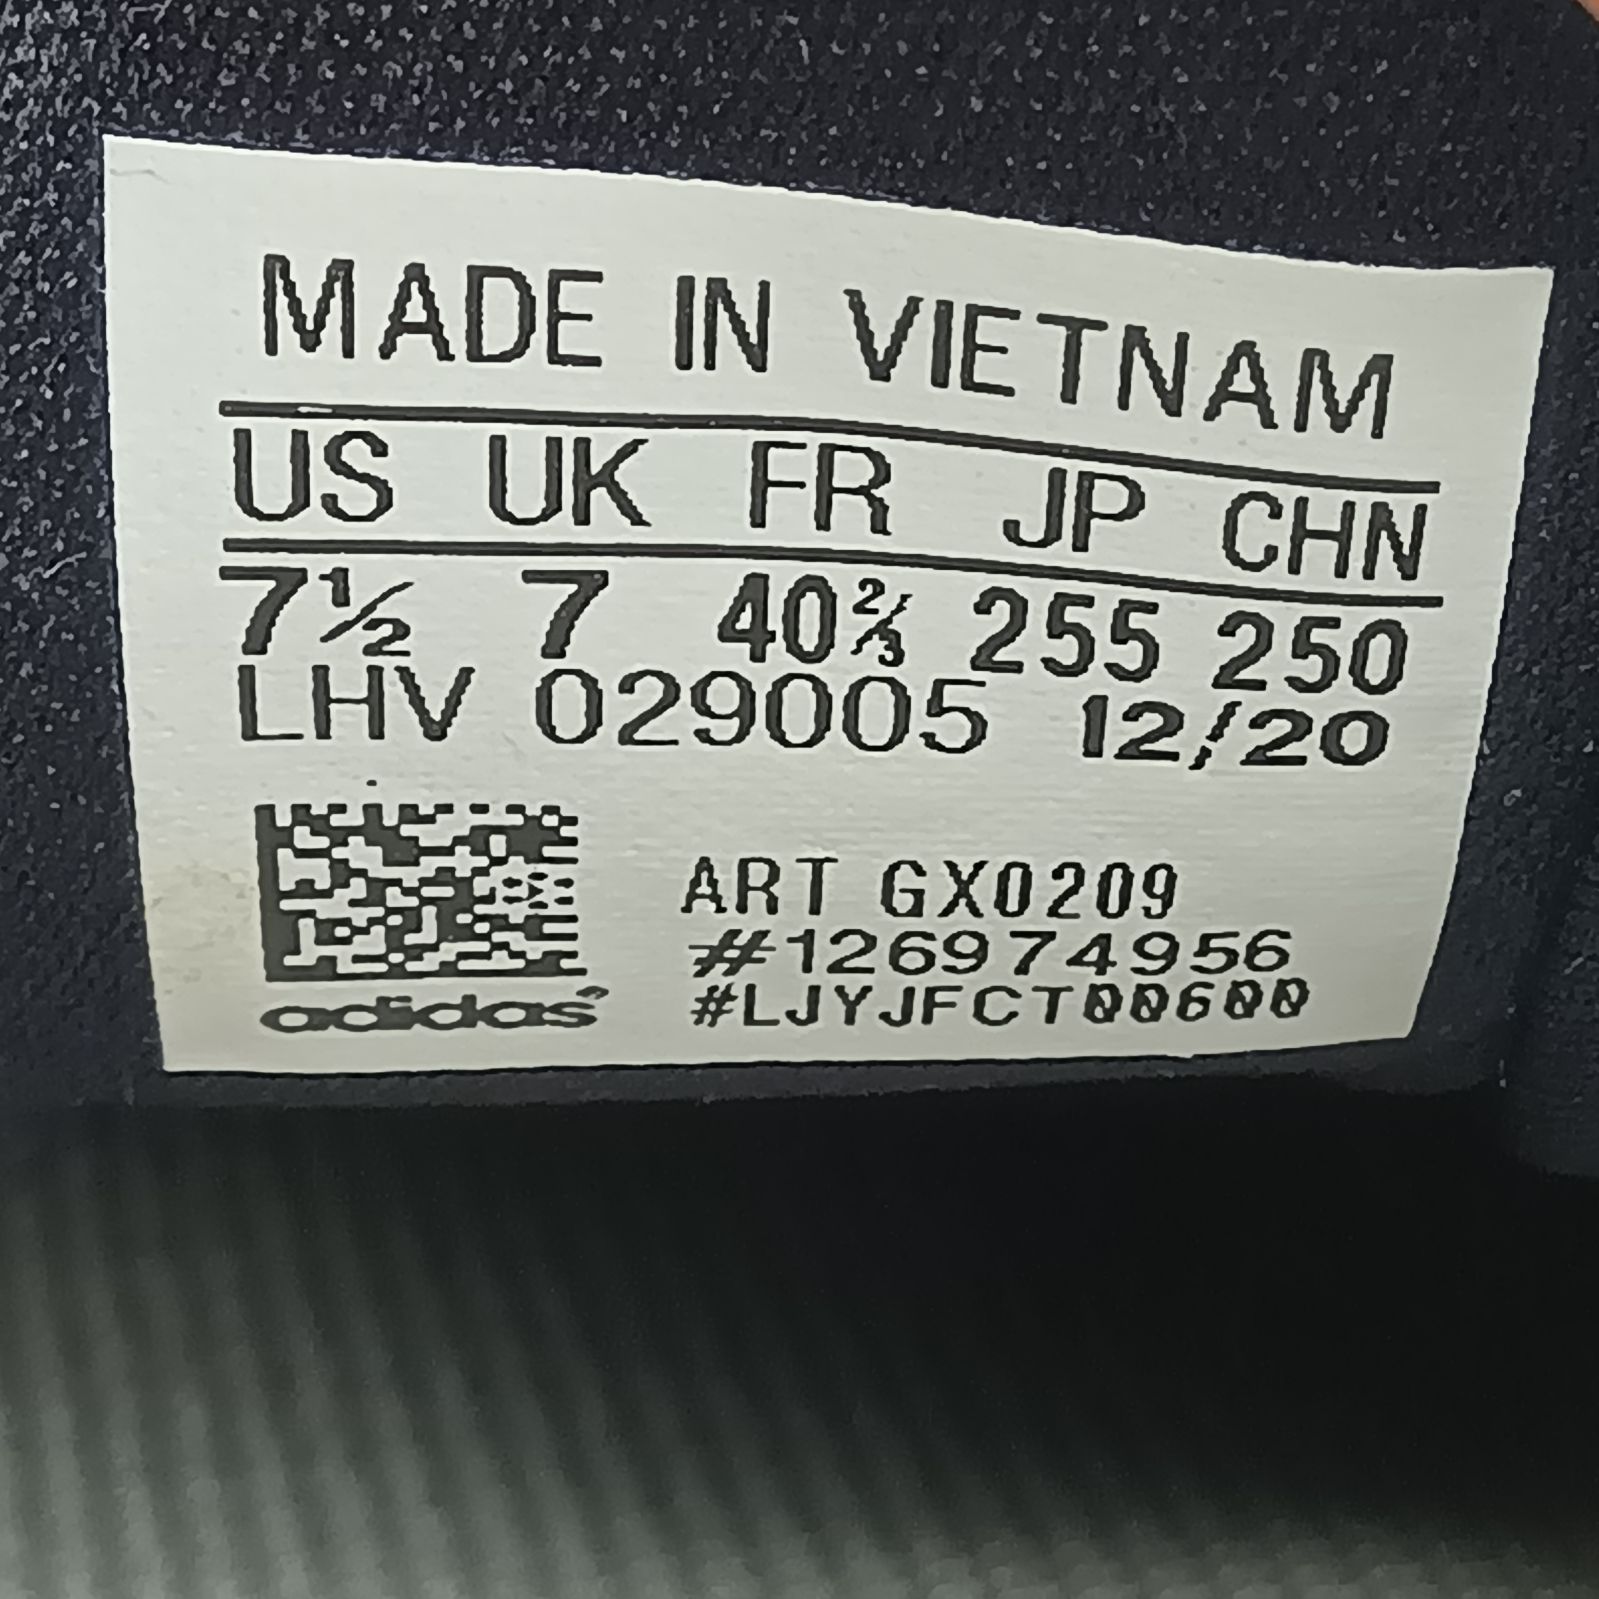 MADE IN VIETNAM
US UK FR JP CHN
7½ 7 40⅔ 255 250
LHV 029005 12/20
ART GX0209
#126974956
adidas #LJYJFCT00600